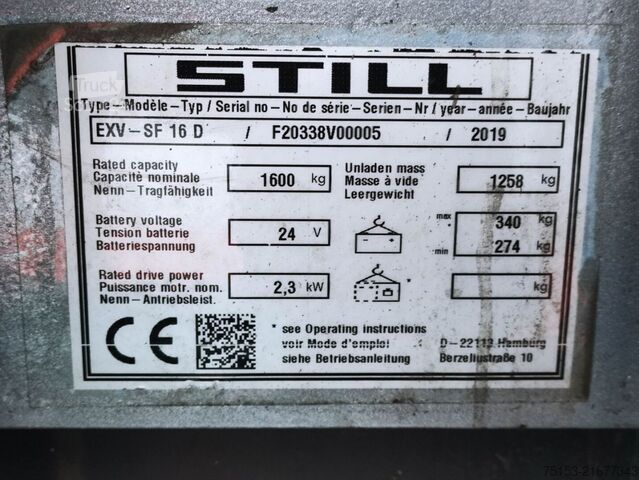 STILL
Truck
Type – Modèle – Typ / Serial no – No de série – Serien – Nr / year – année – Baujahr
EXV – SF 16 D / F20338V00005 / 2019
Rated capacity
Capacité nominale
Nenn – Tragfähigkeit
1600 kg
Unladen mass
Masse à vide
Leergewicht
1258 kg
Battery voltage
Tension batterie
Batteriespannung
24 V
max 340 kg
min 274 kg
Rated drive power
Puissance motr. nom.
Nenn – Antriebsleist.
2,3 kW
* kg
CE
* see Operating instructions
voir Mode d'emploi
siehe Betriebsanleitung
D – 22113 Hamburg
Berzeliustraße 10
75153-21677343